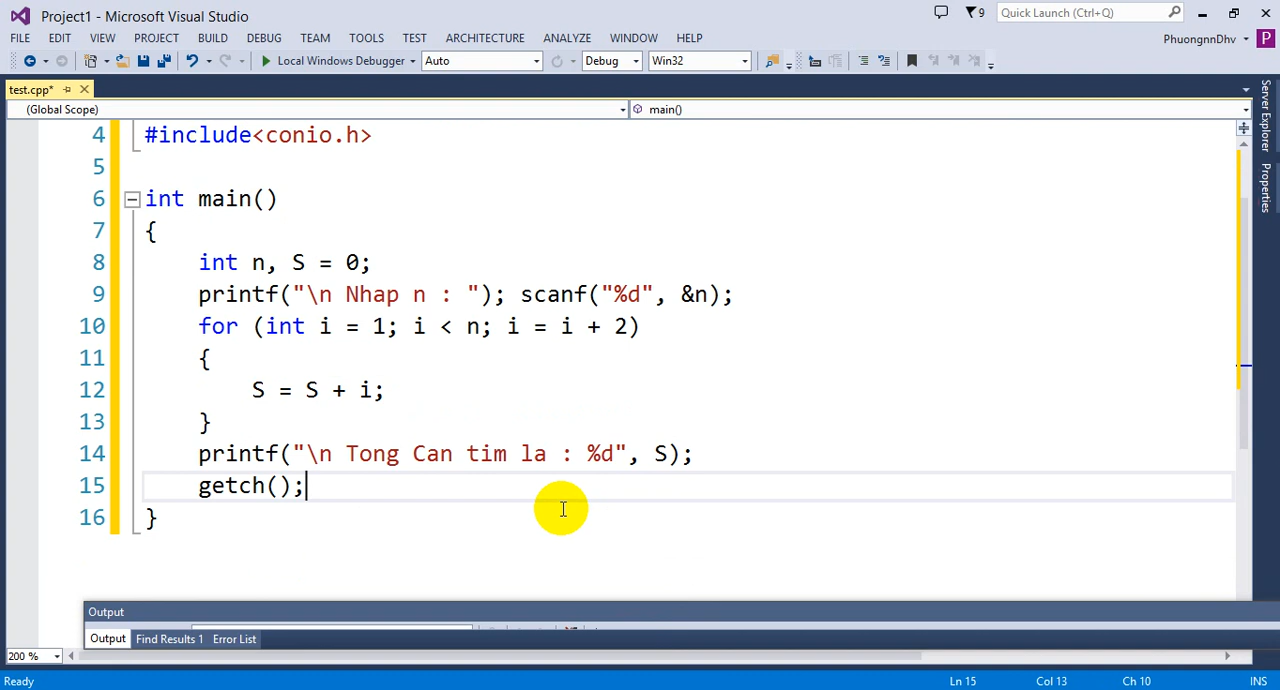 Project1 - Microsoft Visual Studio
9
Quick Launch (Ctrl+Q)
FILE EDIT VIEW PROJECT BUILD DEBUG TEAM TOOLS TEST ARCHITECTURE ANALYZE WINDOW HELP
PhuongnnDhv P
Local Windows Debugger Auto Debug Win32
test.cpp*
(Global Scope) main()
4 #include<conio.h>
5
6 int main()
7 {
8 int n, S = 0;
9 printf("\n Nhap n : "); scanf("%d", &n);
10 for (int i = 1; i < n; i = i + 2)
11 {
12 S = S + i;
13 }
14 printf("\n Tong Can tim la : %d", S);
15 getch();
16 }
Server Explorer
Properties
Output
Output Find Results 1 Error List
200 %
Ready Ln 15 Col 13 Ch 10 INS